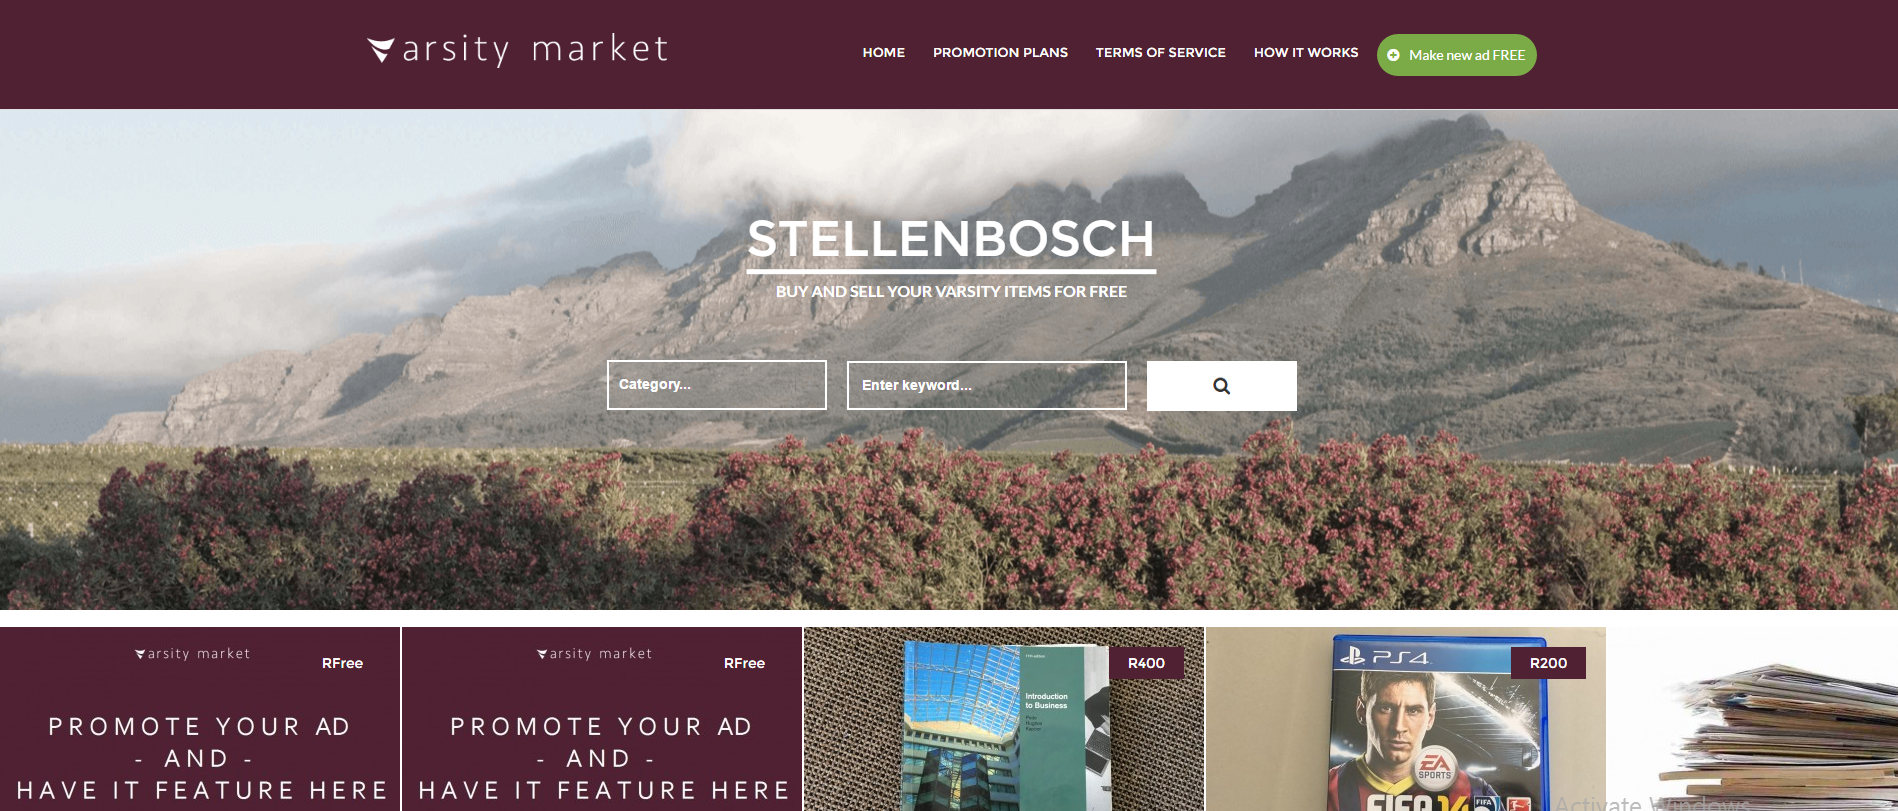 arsity market
HOME PROMOTION PLANS TERMS OF SERVICE HOW IT WORKS Make new ad FREE
STELLENBOSCH
BUY AND SELL YOUR VARSITY ITEMS FOR FREE
Category... Enter keyword...
arsity market
RFree
PROMOTE YOUR AD
- AND -
HAVE IT FEATURE HERE
arsity market
RFree
PROMOTE YOUR AD
- AND -
HAVE IT FEATURE HERE
R400
Introduction
to Business
R200
PS4
EA
SPORTS
FIFA 14
FIFA
Activate Windows